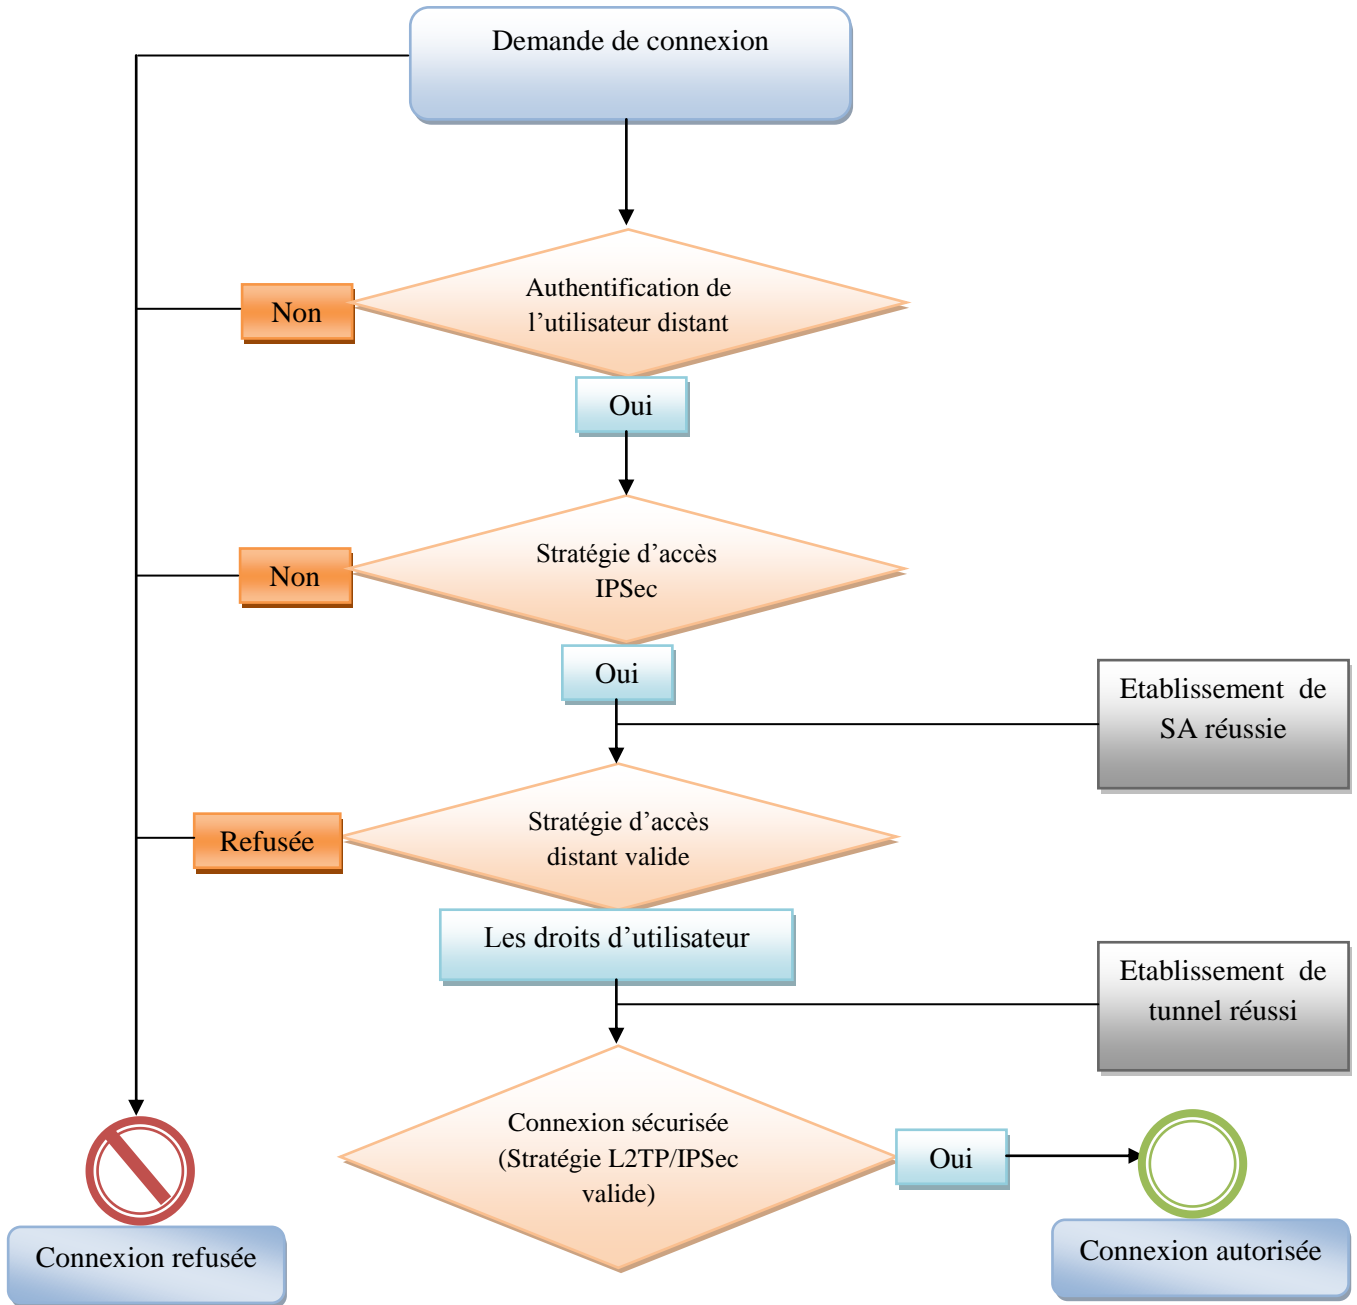 Demande de connexion
Authentification de
l’utilisateur distant
Non
Oui
Stratégie d’accès
IPSec
Non
Oui
Etablissement de
SA réussie
Stratégie d’accès
distant valide
Refusée
Les droits d’utilisateur
Etablissement de
tunnel réussi
Connexion sécurisée
(Stratégie L2TP/IPSec
valide)
Oui
Connexion refusée
Connexion autorisée